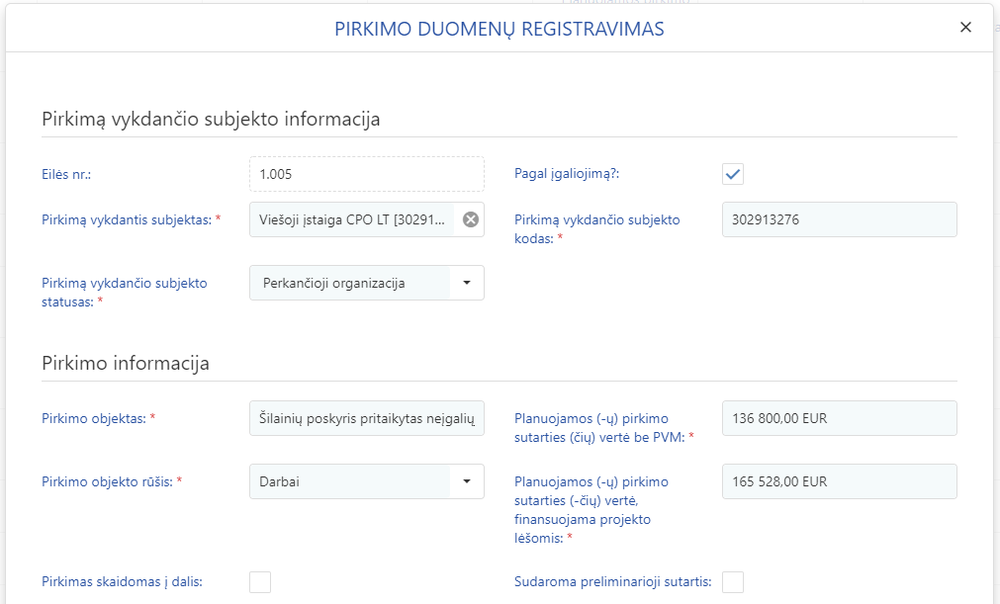 PIRKIMO DUOMENŲ REGISTRAVIMAS
Pirkimą vykdančio subjekto informacija
Eilės nr.:
1.005
Pagal įgaliojimą?:
Pirkimą vykdantis subjektas: *
Viešoji įstaiga CPO LT [30291...
Pirkimą vykdančio subjekto
kodas: *
302913276
Pirkimą vykdančio subjekto
statusas: *
Perkančioji organizacija
Pirkimo informacija
Pirkimo objektas: *
Šilainių poskyris pritaikytas neįgalių
Planuojamos (-ų) pirkimo
sutarties (čių) vertė be PVM: *
136 800,00 EUR
Pirkimo objekto rūšis: *
Darbai
Planuojamos (-ų) pirkimo
sutarties (-čių) vertė,
finansuojama projekto
lėšomis: *
165 528,00 EUR
Pirkimas skaidomas į dalis:
Sudaroma preliminarioji sutartis: